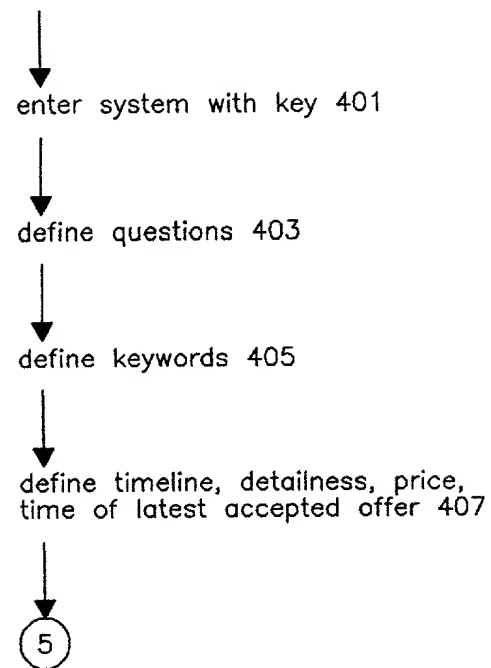 enter system with key 401
define questions 403
define keywords 405
define timeline, detailness, price,
time of latest accepted offer 407
5